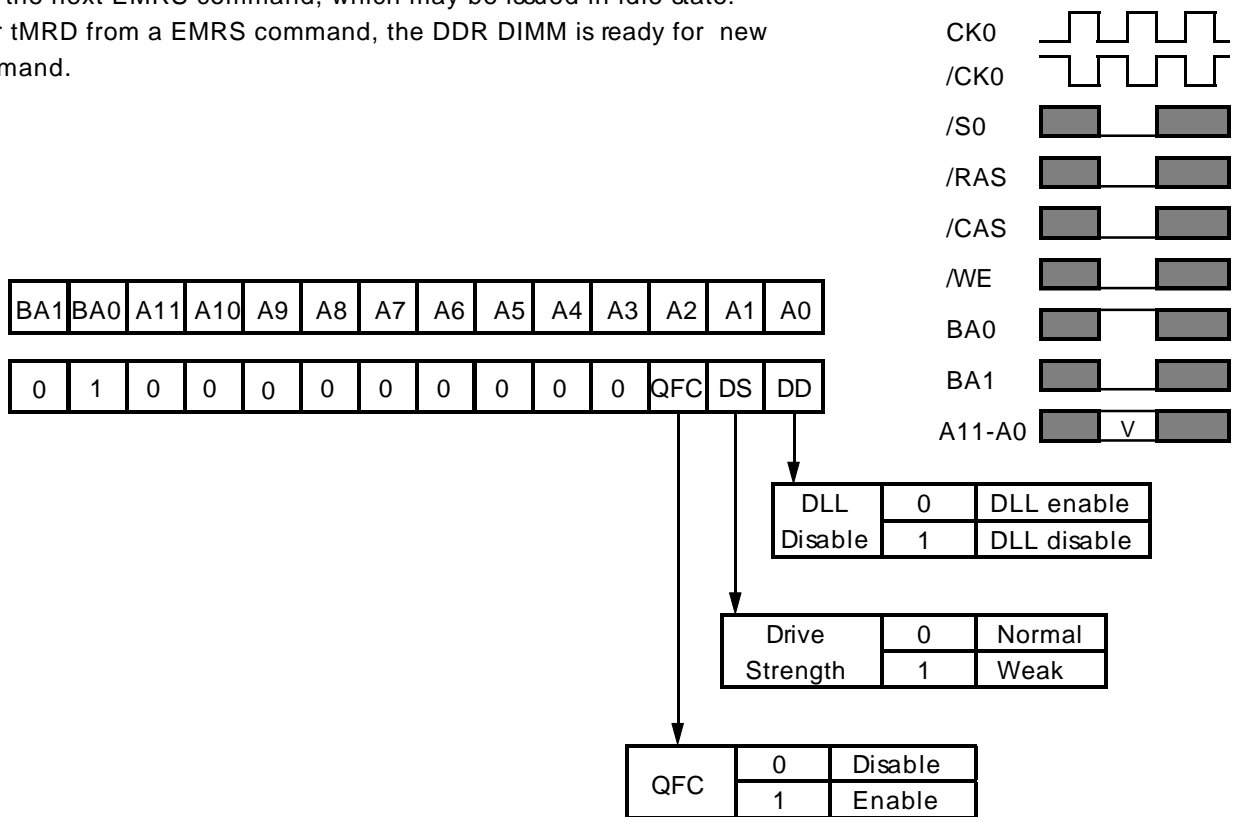 the next EMRS command, which may be issued in Idle state.
tMRD from a EMRS command, the DDR DIMM is ready for new
mand.
CK0
/CK0
/S0
/RAS
/CAS
/WE
BA0
BA1
A11-A0 V
BA1 BA0 A11 A10 A9 A8 A7 A6 A5 A4 A3 A2 A1 A0
0 1 0 0 0 0 0 0 0 0 0 QFC DS DD
DLL Disable
0 DLL enable
1 DLL disable
Drive Strength
0 Normal
1 Weak
QFC
0 Disable
1 Enable